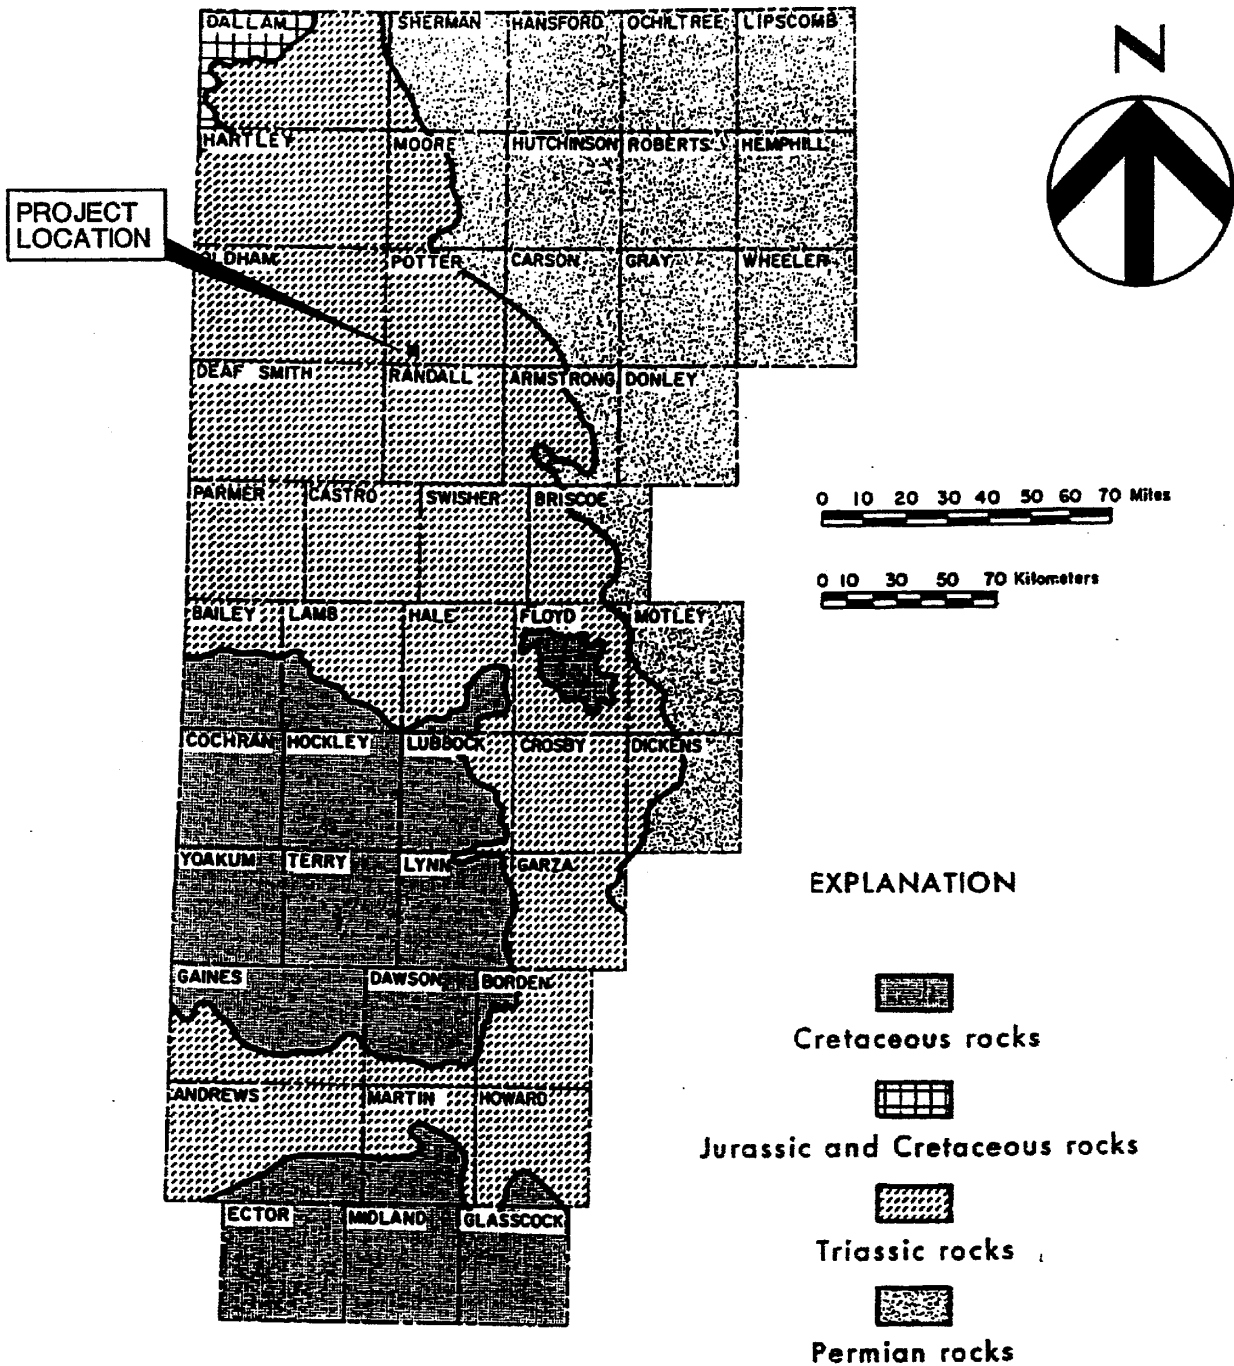 N
DALLAM
SHERMAN
HANSFORD
OCHILTREE
LIPSCOMB
HARTLEY
MOORE
HUTCHINSON
ROBERTS
HEMPHILL
PROJECT
LOCATION
OLDHAM
POTTER
CARSON
GRAY
WHEELER
DEAF SMITH
RANDALL
ARMSTRONG
DONLEY
PARMER
CASTRO
SWISHER
BRISCOE
0 10 20 30 40 50 60 70 Miles
0 10 30 50 70 Kilometers
BAILEY
LAMB
HALE
FLOYD
MOTLEY
COCHRAN
HOCKLEY
LUBBOCK
CROSBY
DICKENS
YOAKUM
TERRY
LYNN
GARZA
EXPLANATION
GAINES
DAWSON
BORDEN
Cretaceous rocks
ANDREWS
MARTIN
HOWARD
Jurassic and Cretaceous rocks
ECTOR
MIDLAND
GLASSCOCK
Triassic rocks
Permian rocks